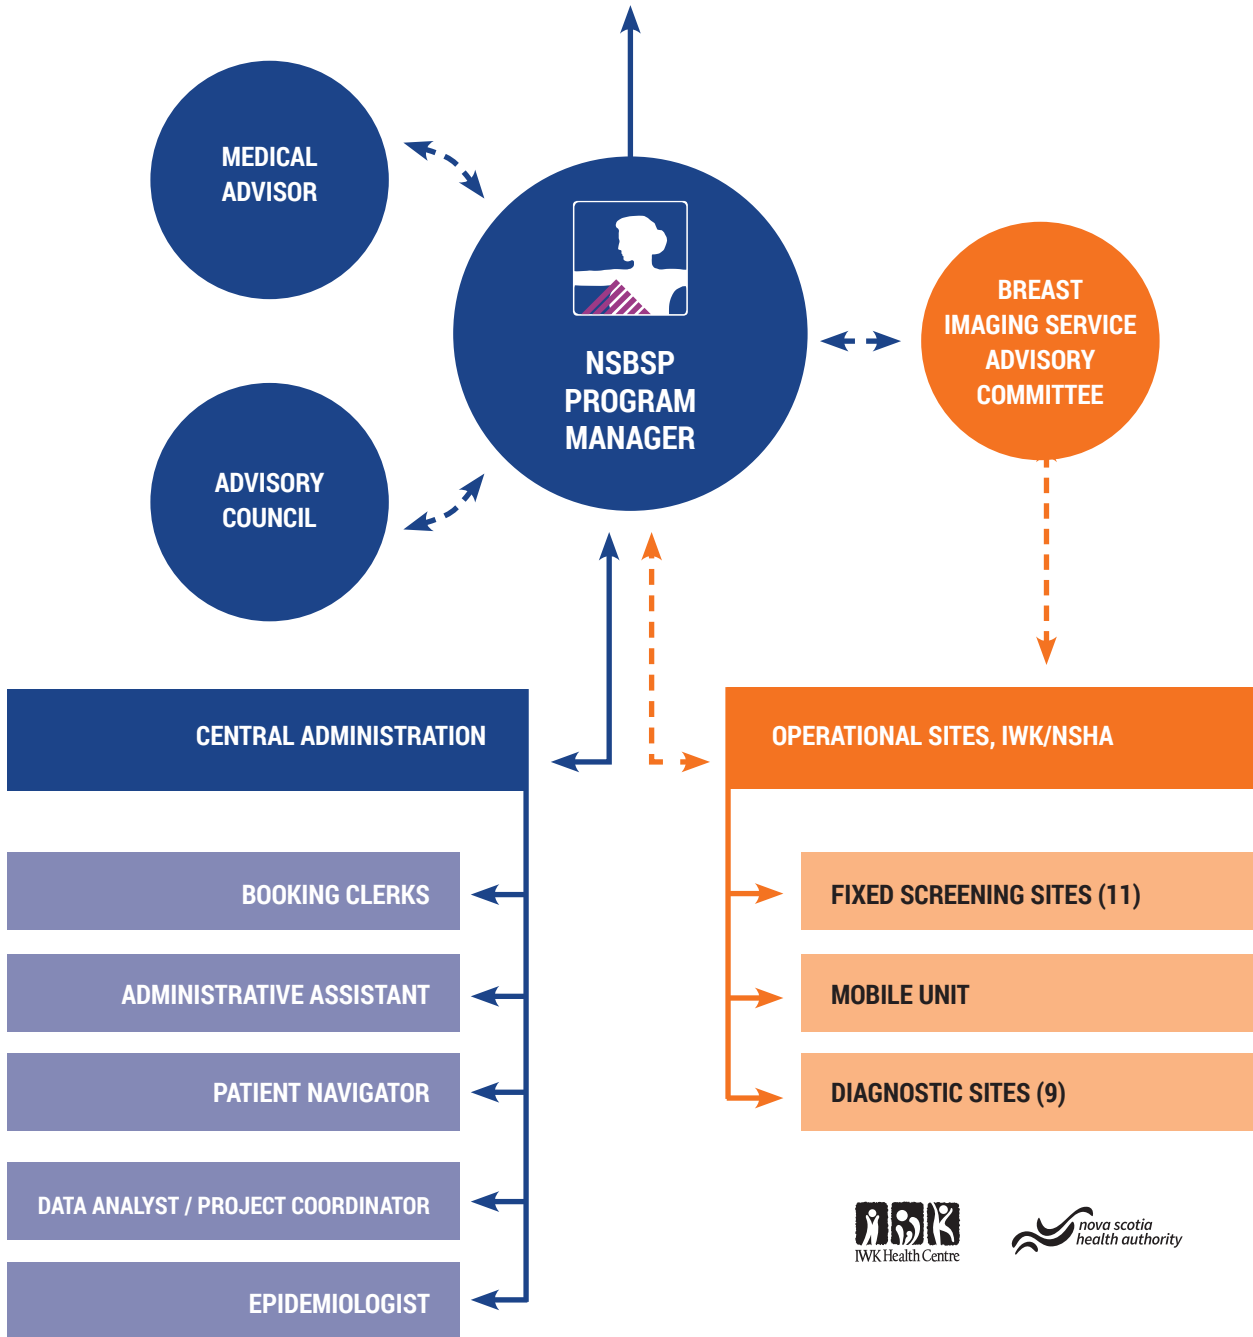 MEDICAL
ADVISOR
NSBSP
PROGRAM
MANAGER
BREAST
IMAGING SERVICE
ADVISORY
COMMITTEE
ADVISORY
COUNCIL
CENTRAL ADMINISTRATION
BOOKING CLERKS
ADMINISTRATIVE ASSISTANT
PATIENT NAVIGATOR
DATA ANALYST / PROJECT COORDINATOR
EPIDEMIOLOGIST
OPERATIONAL SITES, IWK/NSHA
FIXED SCREENING SITES (11)
MOBILE UNIT
DIAGNOSTIC SITES (9)
IWK
IWK Health Centre
nova scotia
health authority